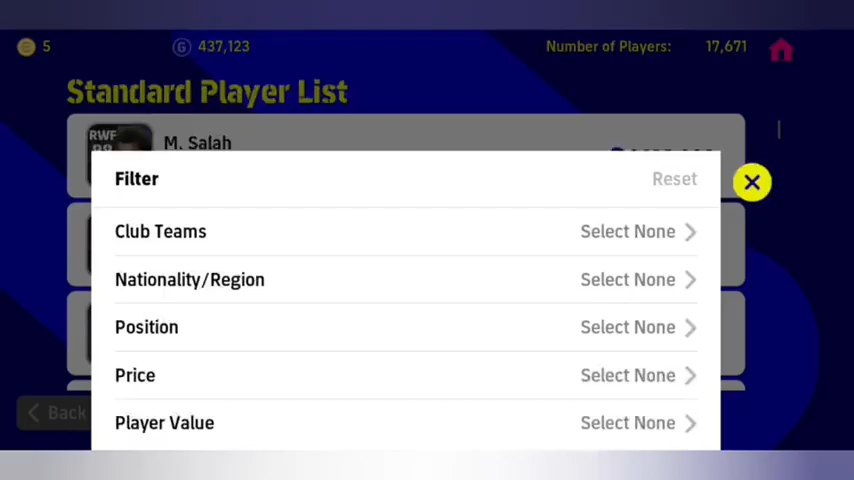 5 437,123 Number of Players: 17,671
Standard Player List
RWF
M. Salah
Filter Reset
Club Teams Select None
Nationality/Region Select None
Position Select None
Price Select None
Player Value Select None
Back